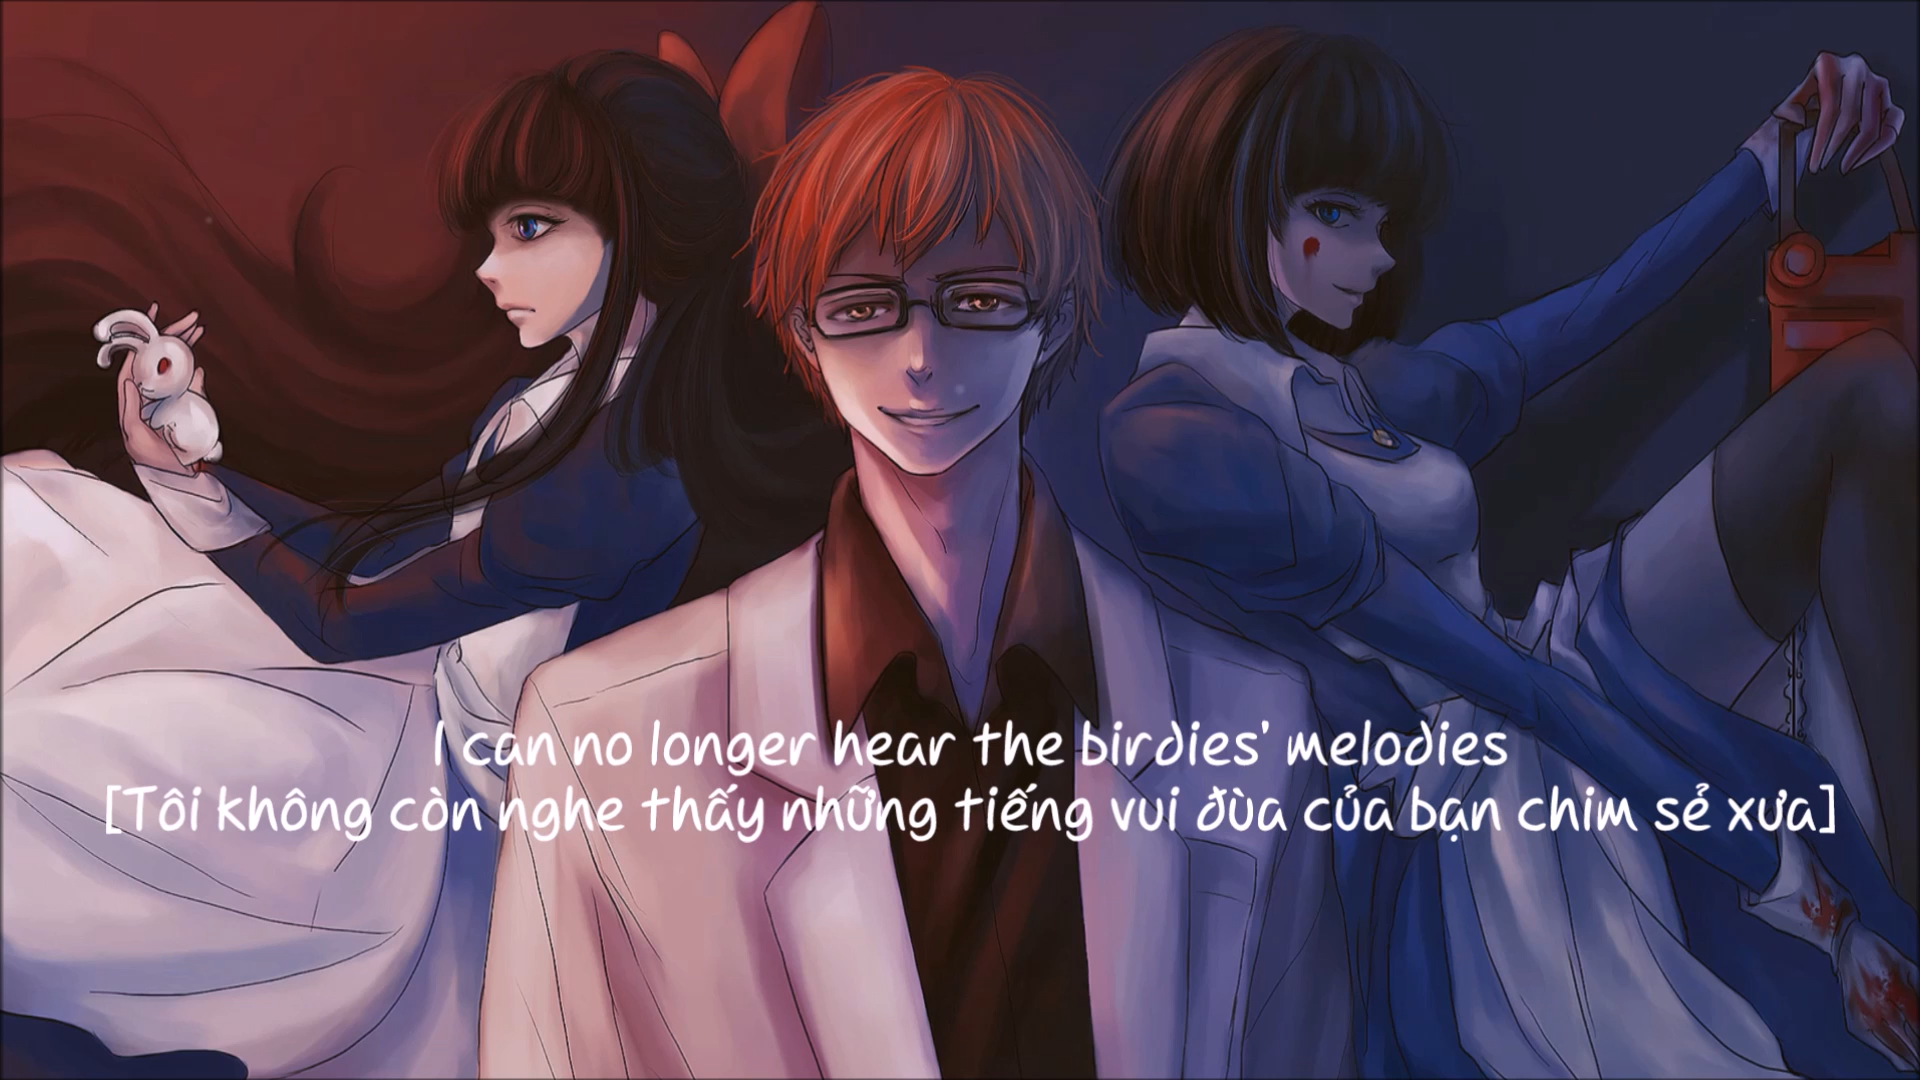 I can no longer hear the birdies' melodies
[Tôi không còn nghe thấy những tiếng vui đùa của bạn chim sẻ xưa]